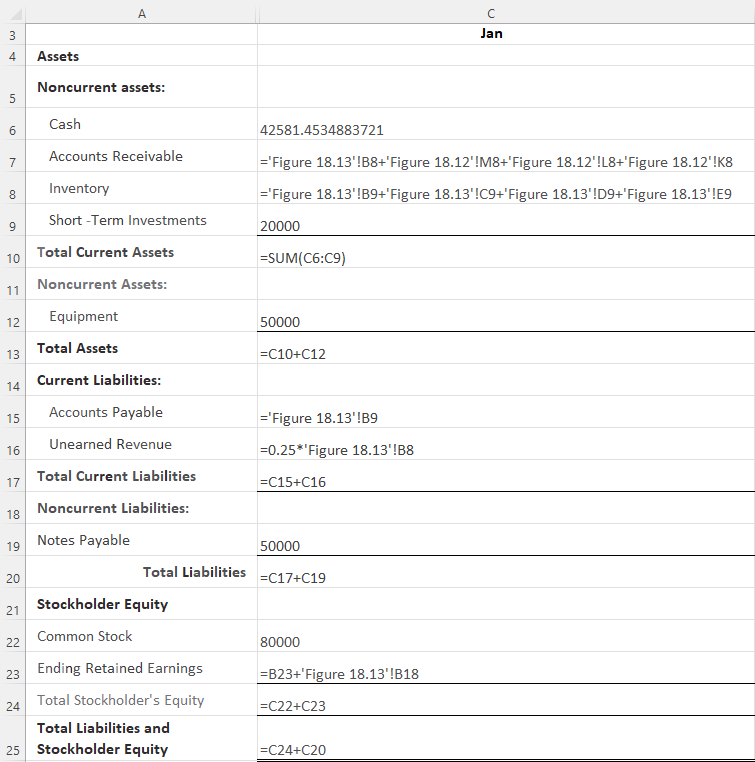 A C
3 Jan
4 Assets
5 Noncurrent assets:
6 Cash 42581.4534883721
7 Accounts Receivable ='Figure 18.13'!B8+'Figure 18.12'!M8+'Figure 18.12'!L8+'Figure 18.12'!K8
8 Inventory ='Figure 18.13'!B9+'Figure 18.13'!C9+'Figure 18.13'!D9+'Figure 18.13'!E9
9 Short -Term Investments 20000
10 Total Current Assets =SUM(C6:C9)
11 Noncurrent Assets:
12 Equipment 50000
13 Total Assets =C10+C12
14 Current Liabilities:
15 Accounts Payable ='Figure 18.13'!B9
16 Unearned Revenue =0.25*'Figure 18.13'!B8
17 Total Current Liabilities =C15+C16
18 Noncurrent Liabilities:
19 Notes Payable 50000
20 Total Liabilities =C17+C19
21 Stockholder Equity
22 Common Stock 80000
23 Ending Retained Earnings =B23+'Figure 18.13'!B18
24 Total Stockholder's Equity =C22+C23
Total Liabilities and
25 Stockholder Equity =C24+C20